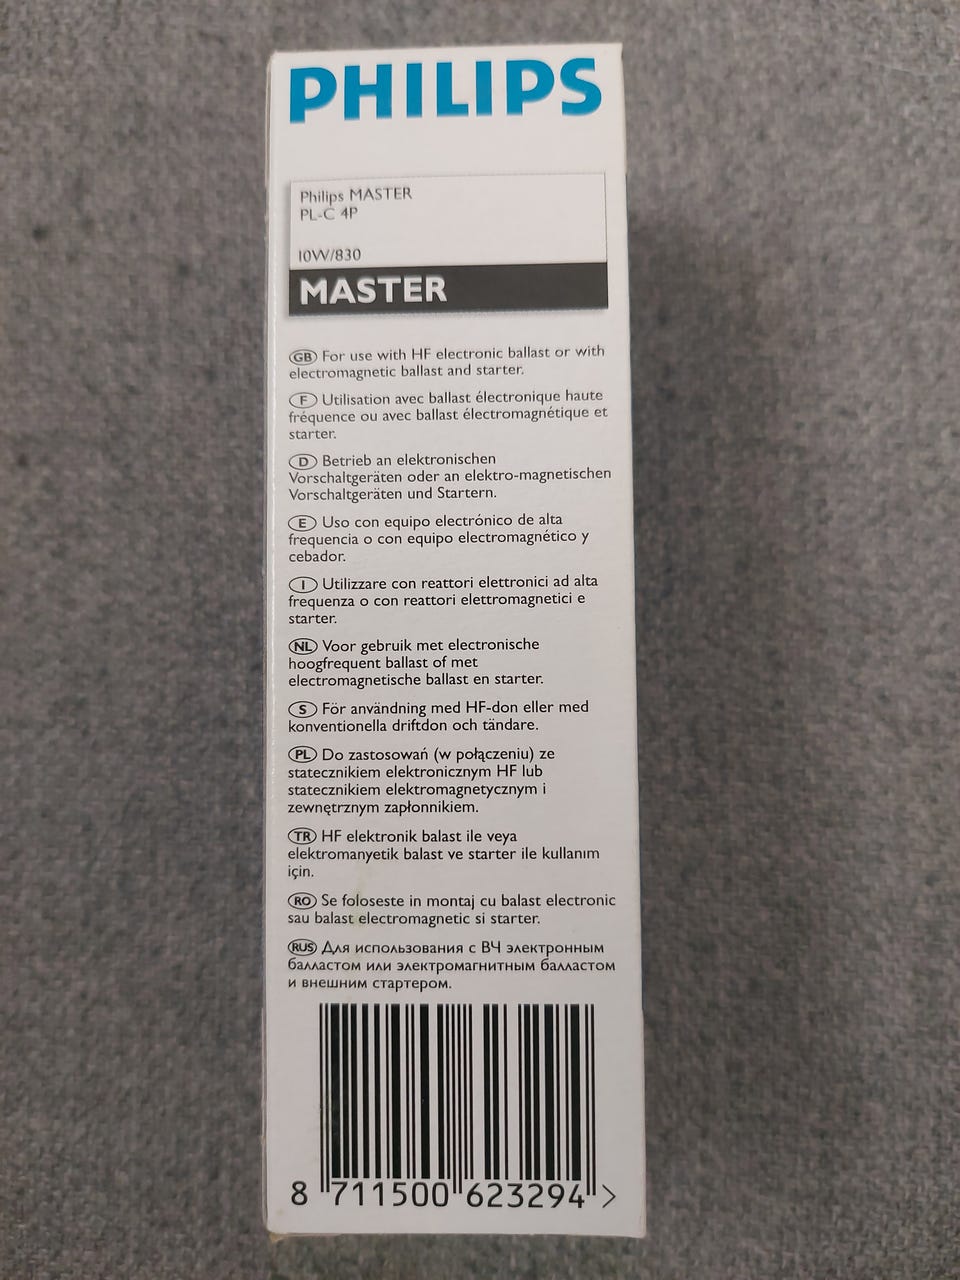 PHILIPS
Philips MASTER
PL-C 4P
10W/830
MASTER
GB For use with HF electronic ballast or with
electromagnetic ballast and starter.
F Utilisation avec ballast électronique haute
fréquence ou avec ballast électromagnétique et
starter.
D Betrieb an elektronischen
Vorschaltgeräten oder an elektro-magnetischen
Vorschaltgeräten und Startern.
E Uso con equipo electrónico de alta
frequencia o con equipo electromagnético y
cebador.
I Utilizzare con reattori elettronici ad alta
frequenza o con reattori elettromagnetici e
starter.
NL Voor gebruik met electronische
hoogfrequent ballast of met
electromagnetische ballast en starter.
S För användning med HF-don eller med
konventionella driftdon och tändare.
PL Do zastosowań (w połączeniu) ze
statecznikiem elektronicznym HF lub
statecznikiem elektromagnetycznym i
zewnętrznym zapłonnikiem.
TR HF elektronik balast ile veya
elektromanyetik balast ve starter ile kullanım
için.
RO Se foloseste in montaj cu balast electronic
sau balast electromagnetic si starter.
RUS Для использования с ВЧ электронным
балластом или электромагнитным балластом
и внешним стартером.
8 711500 623294 >